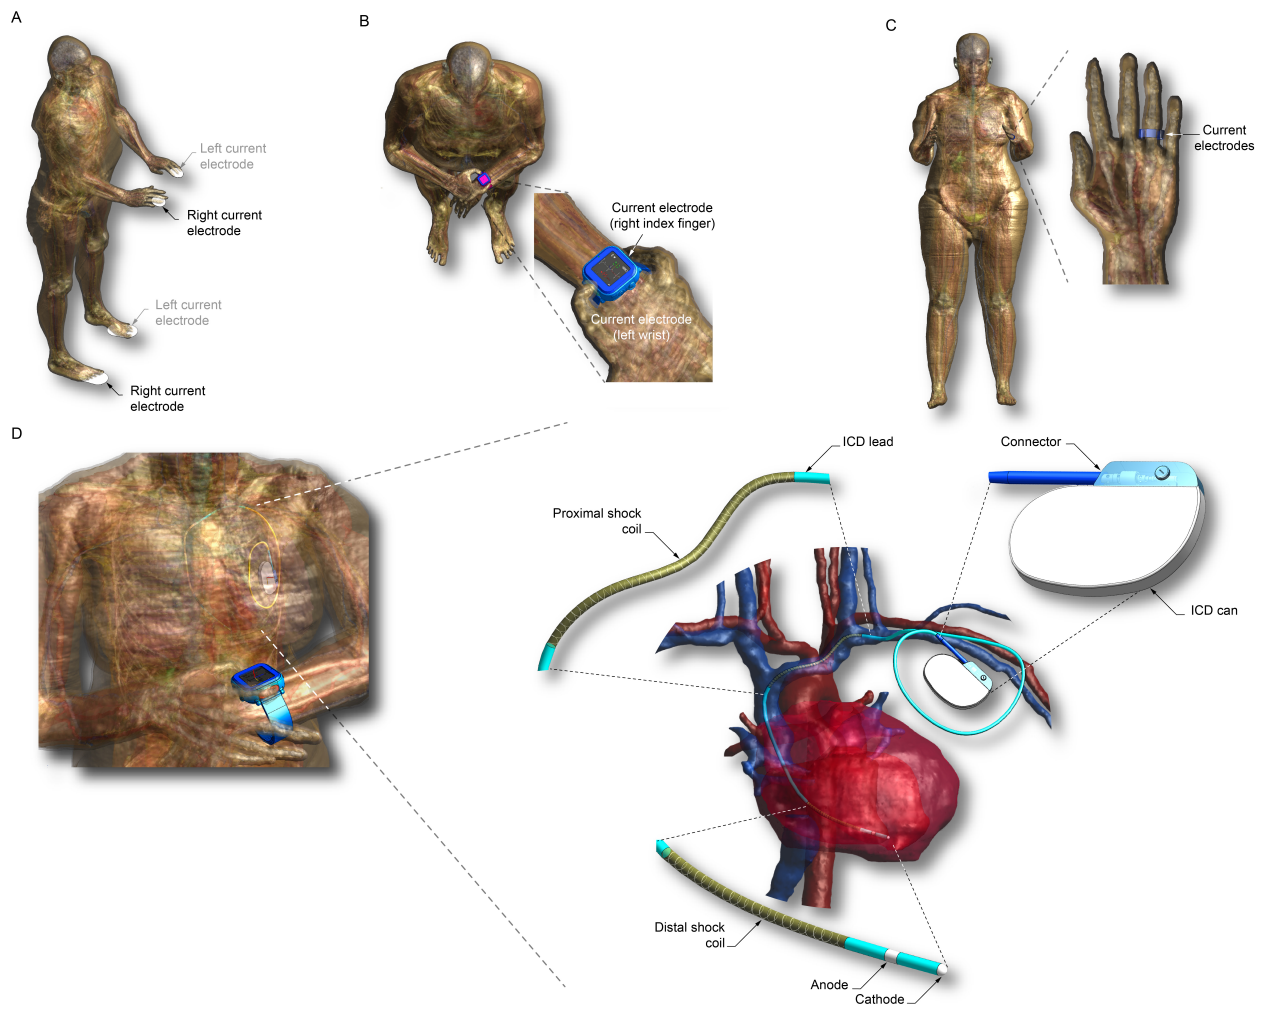 A
B
C
Left current
electrode
Right current
electrode
Left current
electrode
Right current
electrode
Current electrode
(right index finger)
Current electrode
(left wrist)
Current
electrodes
D
ICD lead
Connector
Proximal shock
coil
ICD can
Distal shock
coil
Anode
Cathode